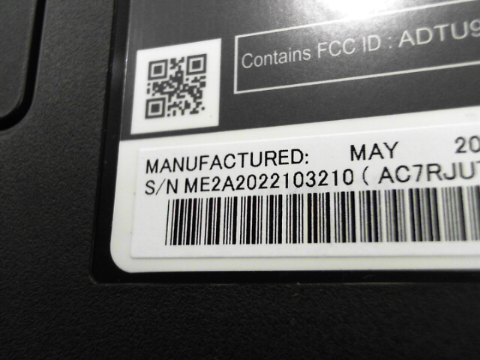 Contains FCC ID : ADTU9
MANUFACTURED: MAY 20
S/N ME2A2022103210 ( AC7RJU